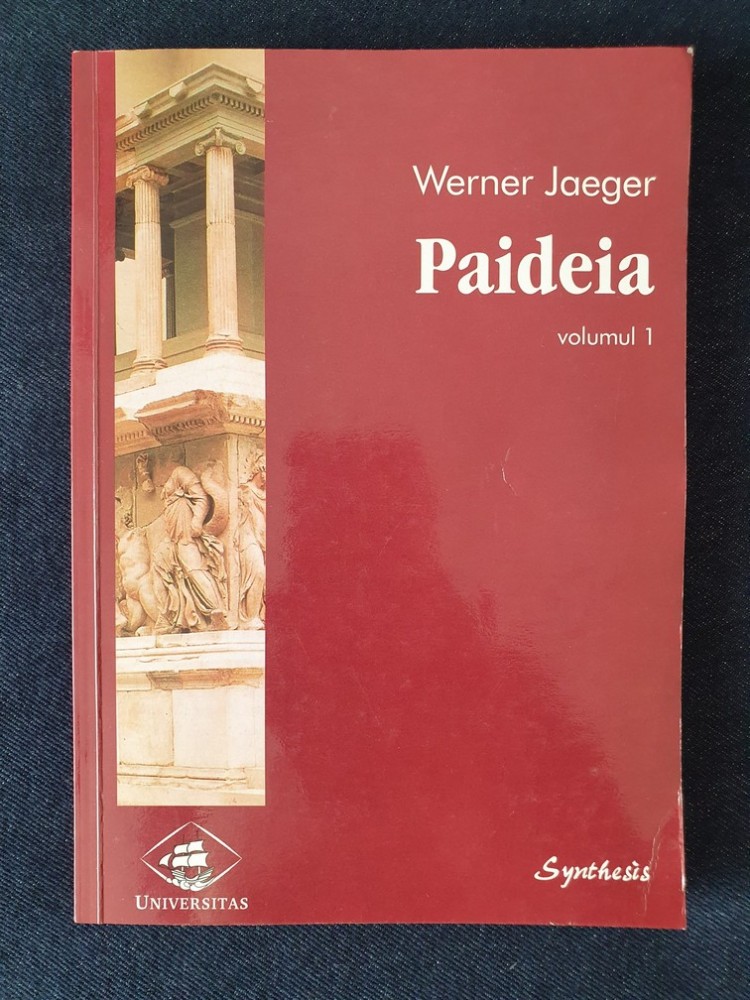 Werner Jaeger
Paideia
volumul 1
Synthesis
UNIVERSITAS